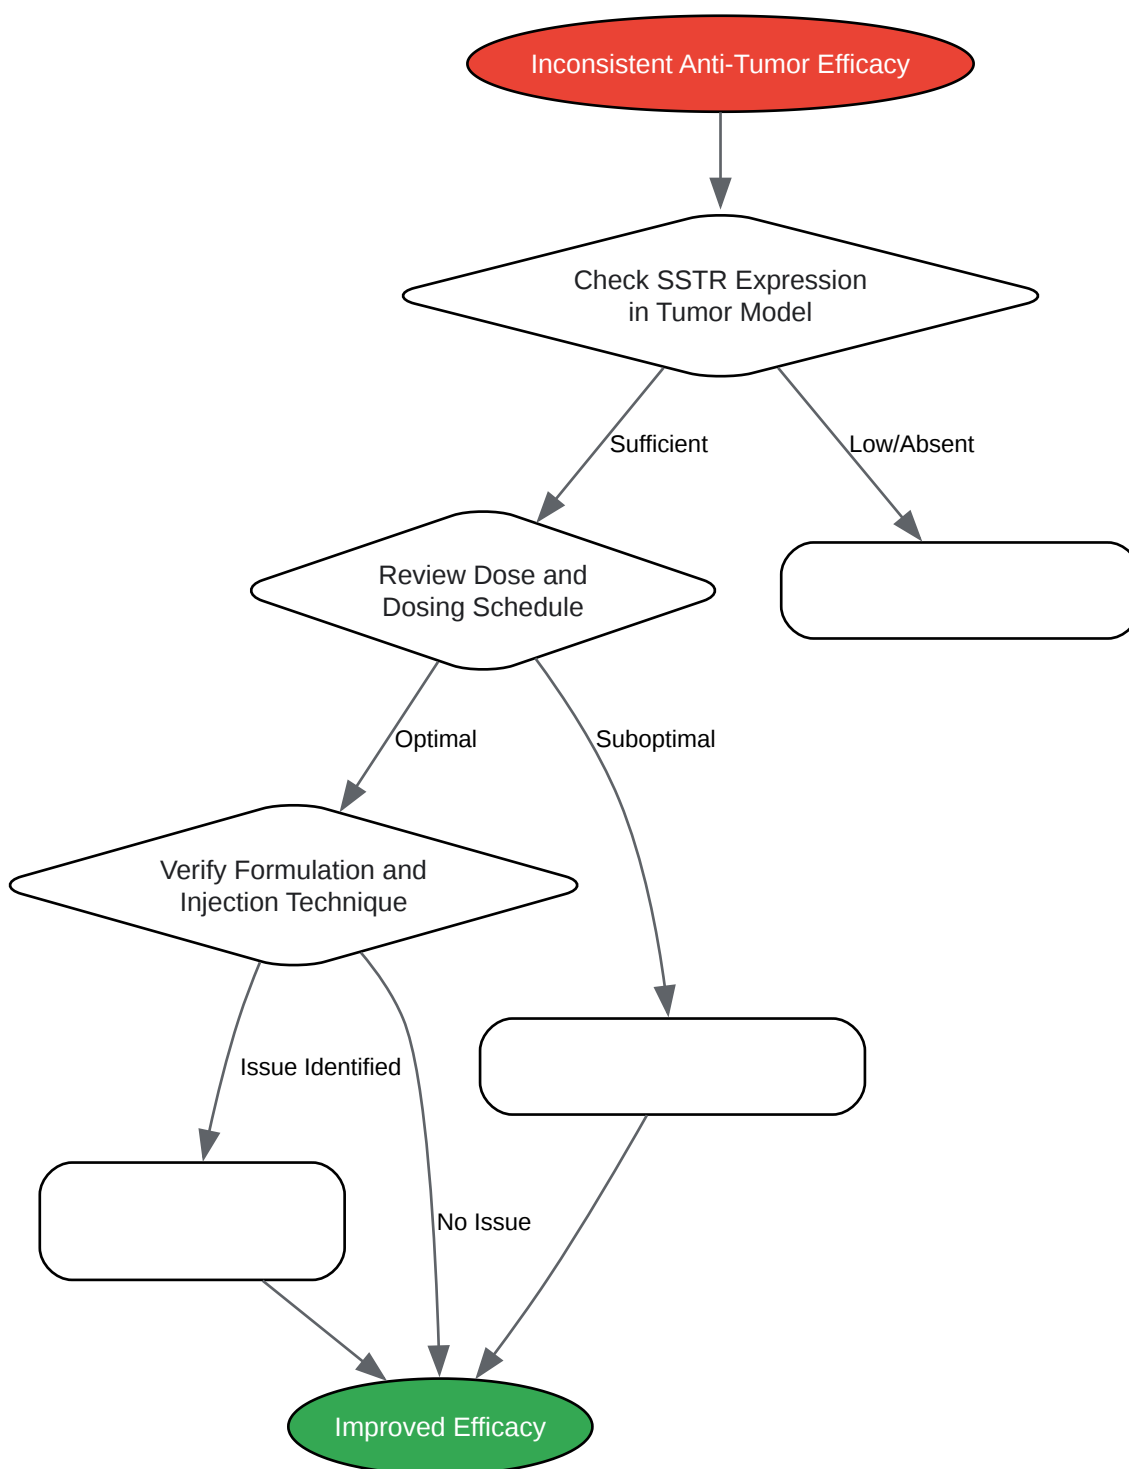 Inconsistent Anti-Tumor Efficacy
Check SSTR Expression
in Tumor Model
Sufficient
Low/Absent
Review Dose and
Dosing Schedule
Optimal
Suboptimal
Verify Formulation and
Injection Technique
Issue Identified
No Issue
Improved Efficacy